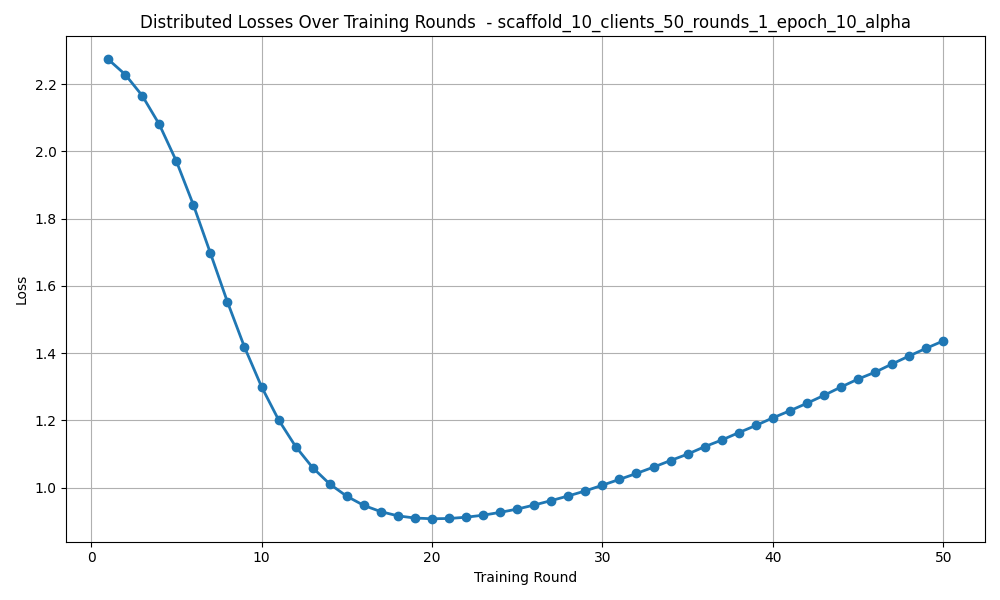 Distributed Losses Over Training Rounds  - scaffold_10_clients_50_rounds_1_epoch_10_alpha
2.2
2.0
1.8
1.6
1.4
1.2
1.0
Loss
0 10 20 30 40 50
Training Round